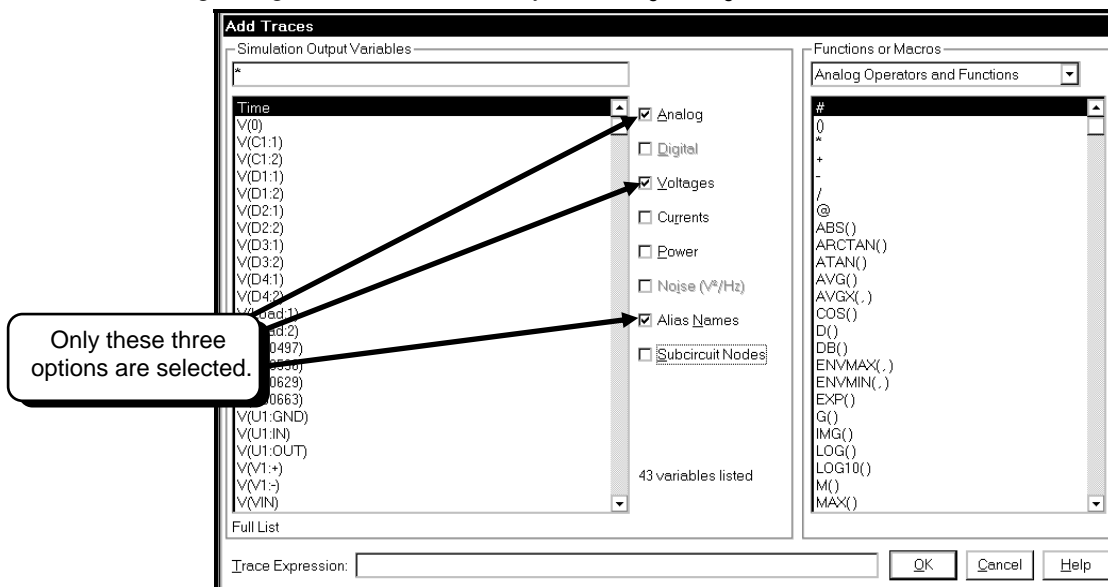 Add Traces
Simulation Output Variables
*
Time
V(0)
V(C1:1)
V(C1:2)
V(D1:1)
V(D1:2)
V(D2:1)
V(D2:2)
V(D3:1)
V(D3:2)
V(D4:1)
V(D4:2)
V(U1:GND)
V(U1:IN)
V(U1:OUT)
V(V1:+)
V(V1:-)
V(VIN)
Full List
Analog
Digital
Voltages
Currents
Power
Noise (V²/Hz)
Alias Names
Subcircuit Nodes
43 variables listed
Only these three
options are selected.
Functions or Macros
Analog Operators and Functions
#
()
*
+
-
/
@
ABS()
ARCTAN()
ATAN()
AVG()
AVGX(,)
COS()
D()
DB()
ENVMAX(,)
ENVMIN(,)
EXP()
G()
IMG()
LOG()
LOG10()
M()
MAX()
Trace Expression:
OK
Cancel
Help